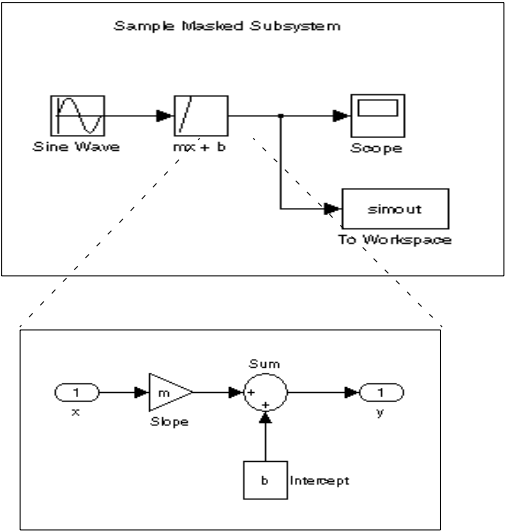 Sample Masked Subsystem
Sine Wave
mx + b
Scope
simout
To Workspace
Sum
1
m
+
+
1
x
Slope
y
b
Intercept